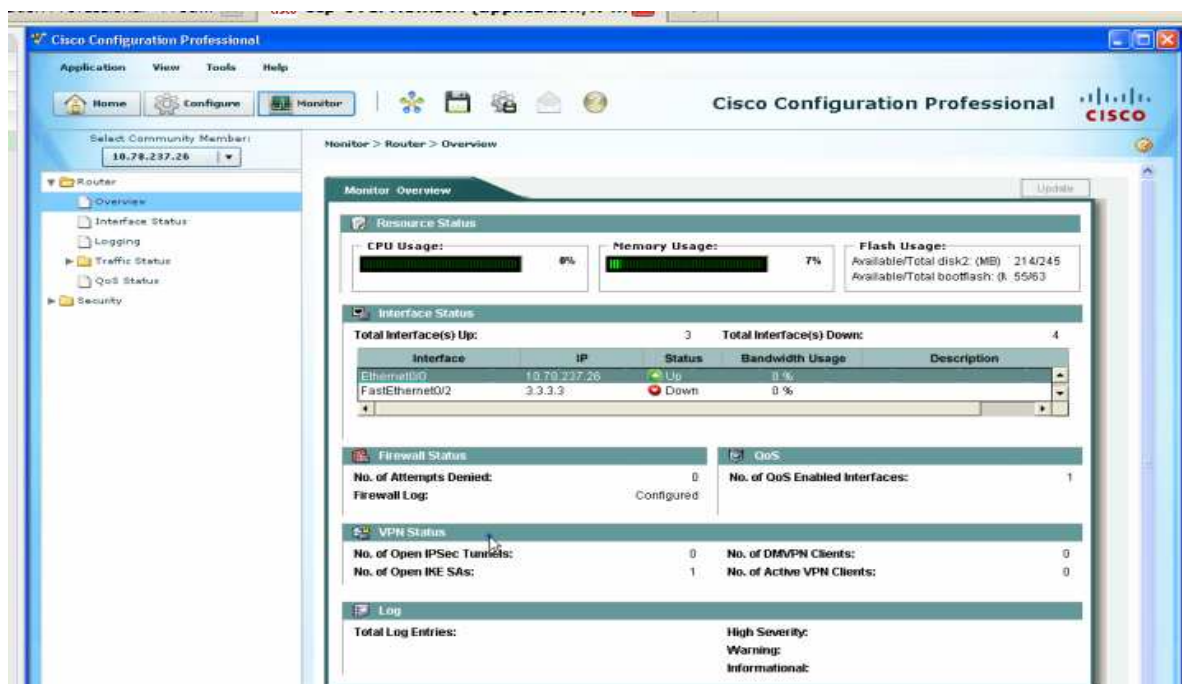 Cisco Configuration Professional
Application View Tools Help
Home Configure Monitor
Cisco Configuration Professional
CISCO
Select Community Member:
10.78.237.26
Monitor > Router > Overview
Router
Overview
Interface Status
Logging
Traffic Status
QoS Status
Security
Monitor Overview
Update
Resource Status
CPU Usage:
0%
Memory Usage:
7%
Flash Usage:
Available/Total disk2: (MB) 214/245
Available/Total bootflash: (M 55/63
Interface Status
Total Interface(s) Up: 3 Total Interface(s) Down: 4
Interface IP Status Bandwidth Usage Description
Ethernet0/0 10.78.237.26 Up 0 %
FastEthernet0/2 3.3.3.3 Down 0 %
Firewall Status
No. of Attempts Denied: 0
Firewall Log: Configured
QoS
No. of QoS Enabled Interfaces: 1
VPN Status
No. of Open IPSec Tunnels: 0 No. of DMVPN Clients: 0
No. of Open IKE SAs: 1 No. of Active VPN Clients: 0
Log
Total Log Entries: High Severity:
Warning:
Informational: